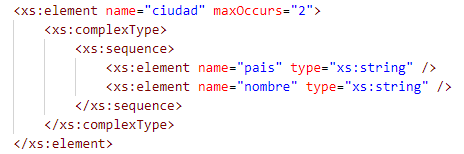 <xs:element name="ciudad" maxOccurs="2">
<xs:complexType>
<xs:sequence>
<xs:element name="pais" type="xs:string" />
<xs:element name="nombre" type="xs:string" />
</xs:sequence>
</xs:complexType>
</xs:element>